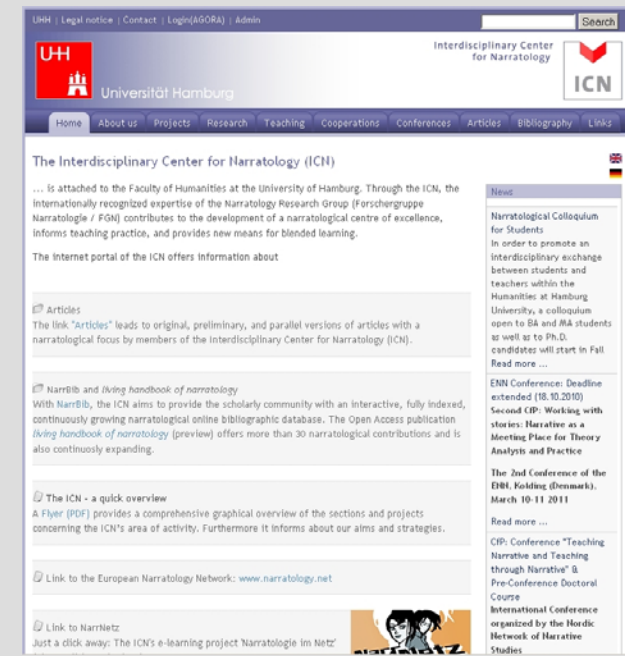 UHH | Legal notice | Contact | Login(AGORA) | Admin
Search
UHH
Universität Hamburg
Interdisciplinary Center
for Narratology
ICN
Home About us Projects Research Teaching Cooperations Conferences Articles Bibliography Links
The Interdisciplinary Center for Narratology (ICN)
... is attached to the Faculty of Humanities at the University of Hamburg. Through the ICN, the
internationally recognized expertise of the Narratology Research Group (Forschergruppe
Narratologie / FGN) contributes to the development of a narratological centre of excellence,
informs teaching practice, and provides new means for blended learning.
The internet portal of the ICN offers information about
Articles
The link "Articles" leads to original, preliminary, and parallel versions of articles with a
narratological focus by members of the Interdisciplinary Center for Narratology (ICN).
NarrBib and living handbook of narratology
With NarrBib, the ICN aims to provide the scholarly community with an interactive, fully indexed,
continuously growing narratological online bibliographic database. The Open Access publication
living handbook of narratology (preview) offers more than 30 narratological contributions and is
also continuosly expanding.
The ICN - a quick overview
A Flyer (PDF) provides a comprehensive graphical overview of the sections and projects
concerning the ICN's area of activity. Furthermore it informs about our aims and strategies.
Link to the European Narratology Network: www.narratology.net
Link to NarrNetz
Just a click away: The ICN's e-learning project 'Narratologie im Netz'
News
Narratological Colloquium
for Students
In order to promote an
interdisciplinary exchange
between students and
teachers within the
Humanities at Hamburg
University, a colloquium
open to BA and MA students
as well as to Ph.D.
candidates will start in Fall
Read more ...
ENN Conference: Deadline
extended (18.10.2010)
Second CfP: Working with
stories: Narrative as a
Meeting Place for Theory
Analysis and Practice
The 2nd Conference of the
ENN, Kolding (Denmark),
March 10-11 2011
Read more ...
CfP: Conference "Teaching
Narrative and Teaching
through Narrative" &
Pre-Conference Doctoral
Course
International Conference
organized by the Nordic
Network of Narrative
Studies